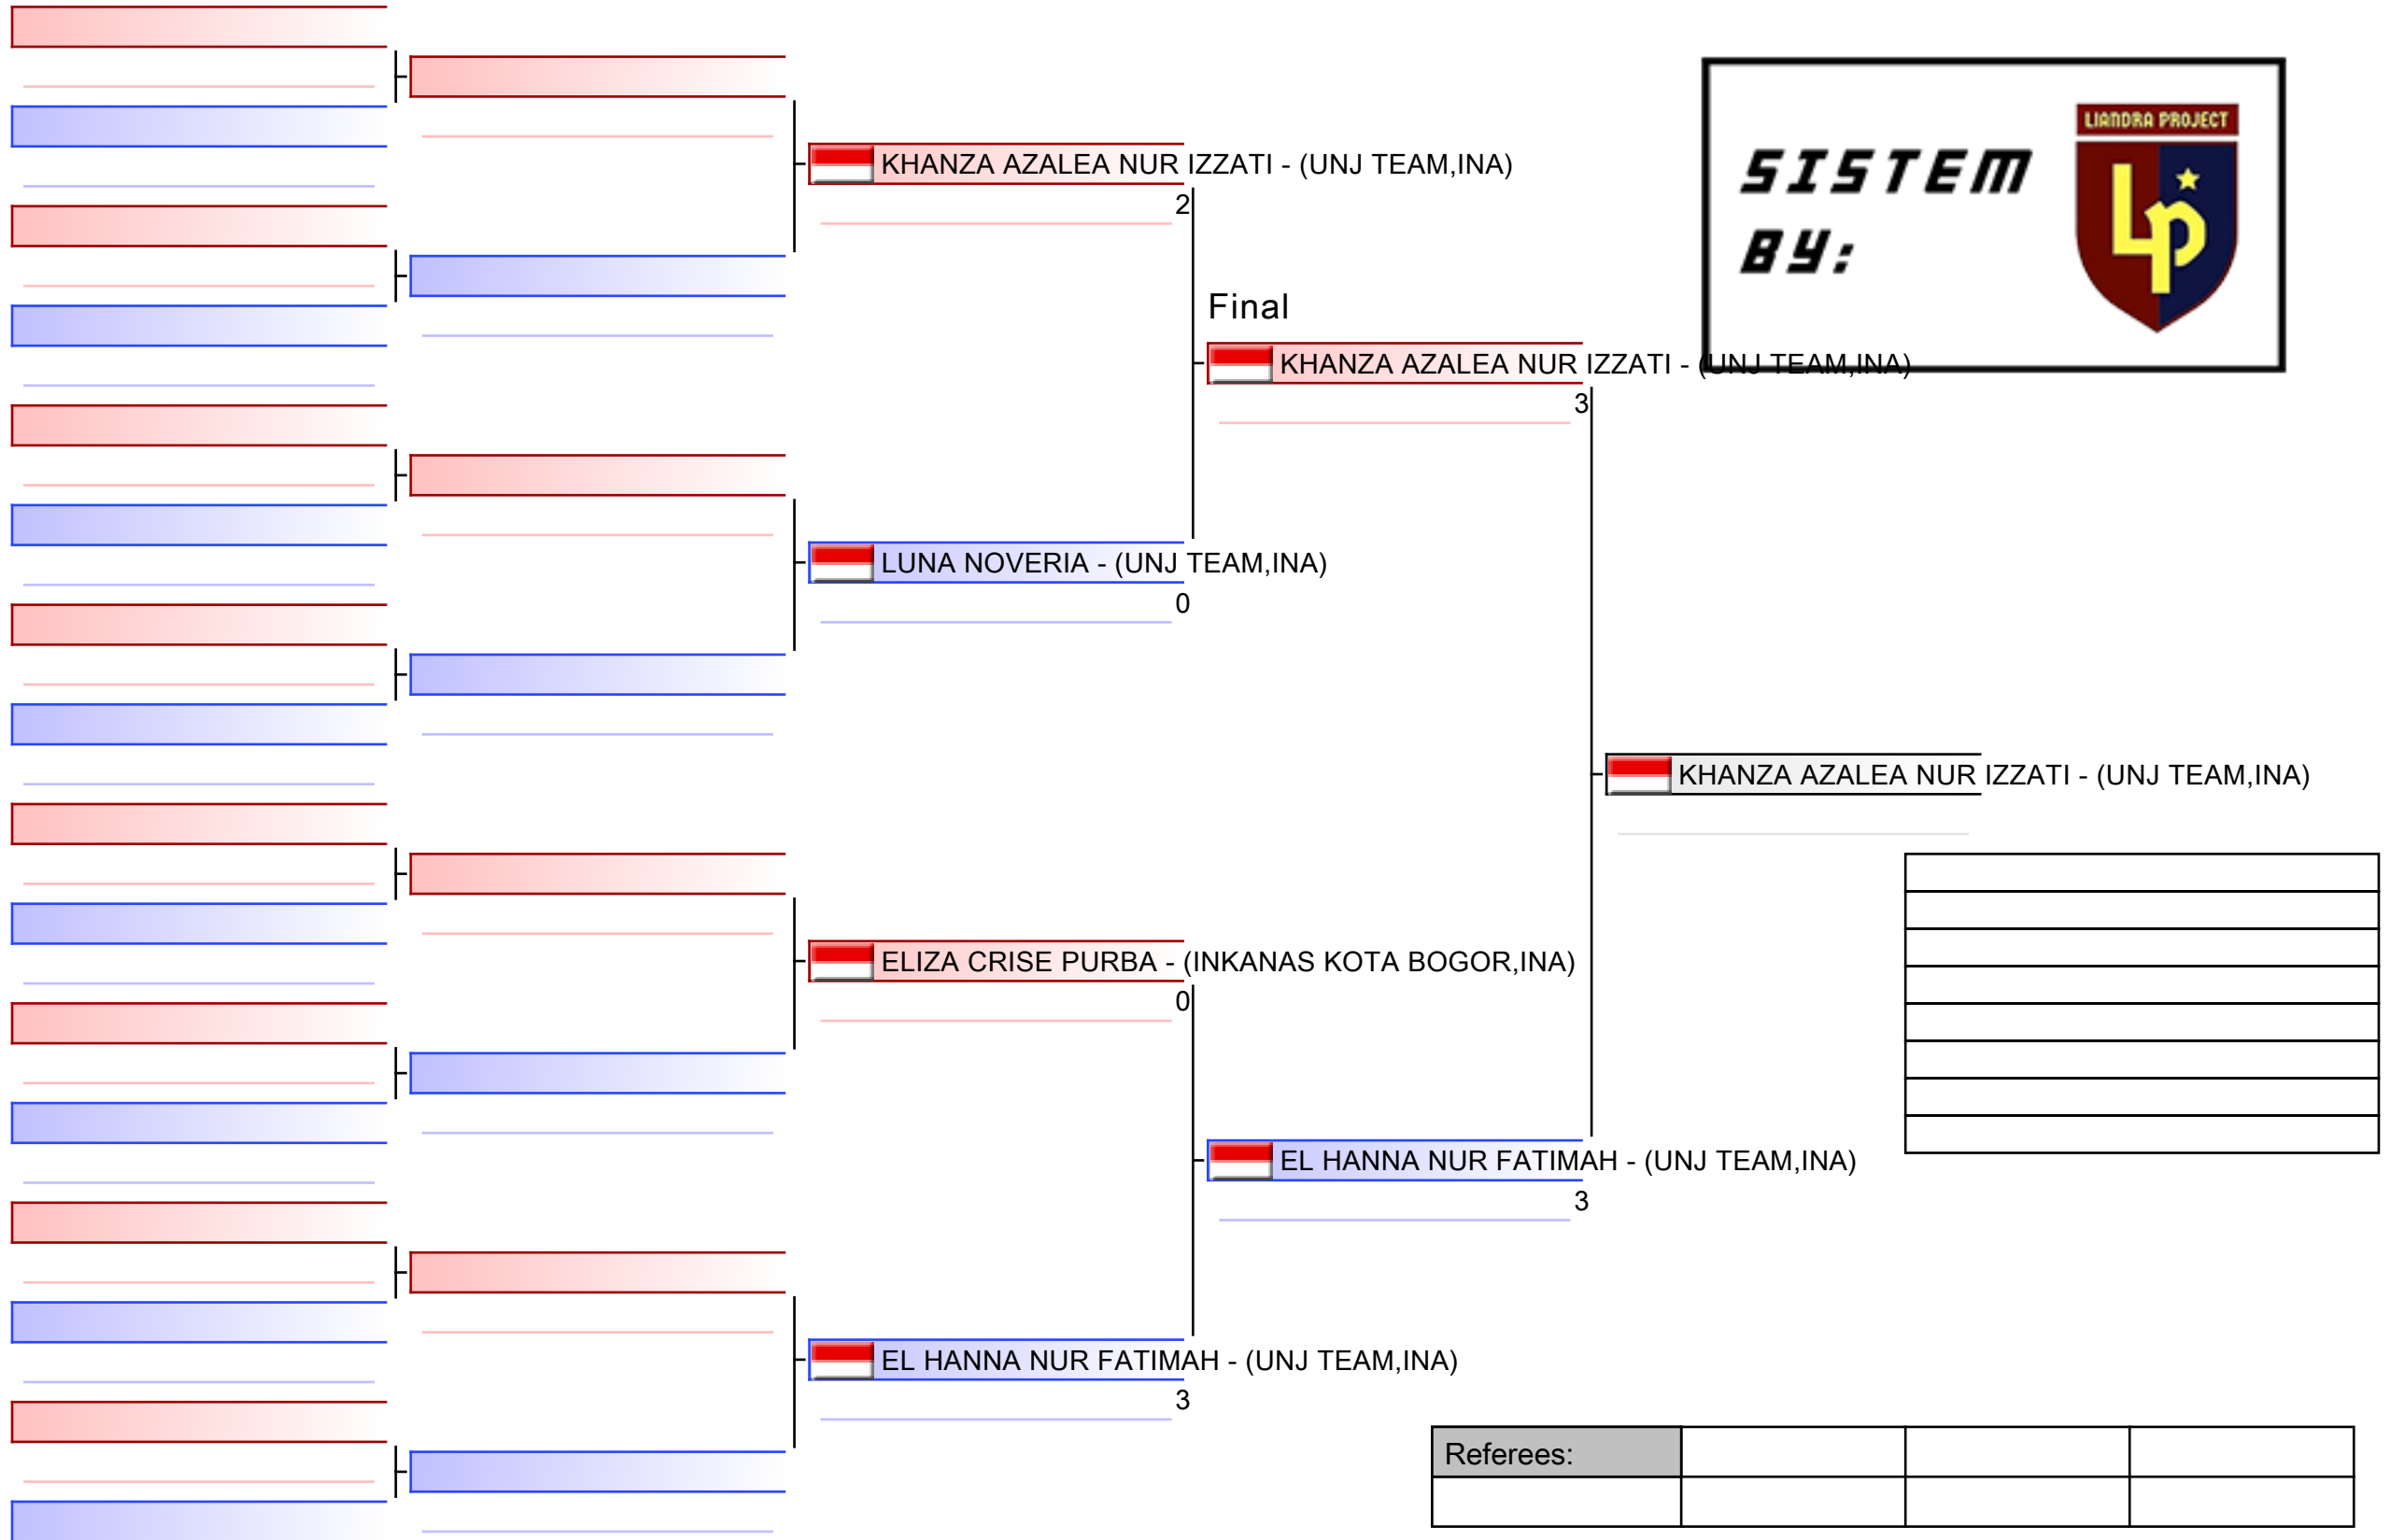 LIANDRA PROJECT
SISTEM
BY:
Lp
KHANZA AZALEA NUR IZZATI - (UNJ TEAM,INA)
2
Final
KHANZA AZALEA NUR IZZATI - (UNJ TEAM,INA)
3
LUNA NOVERIA - (UNJ TEAM,INA)
0
KHANZA AZALEA NUR IZZATI - (UNJ TEAM,INA)
ELIZA CRISE PURBA - (INKANAS KOTA BOGOR,INA)
0
EL HANNA NUR FATIMAH - (UNJ TEAM,INA)
3
EL HANNA NUR FATIMAH - (UNJ TEAM,INA)
3
Referees: